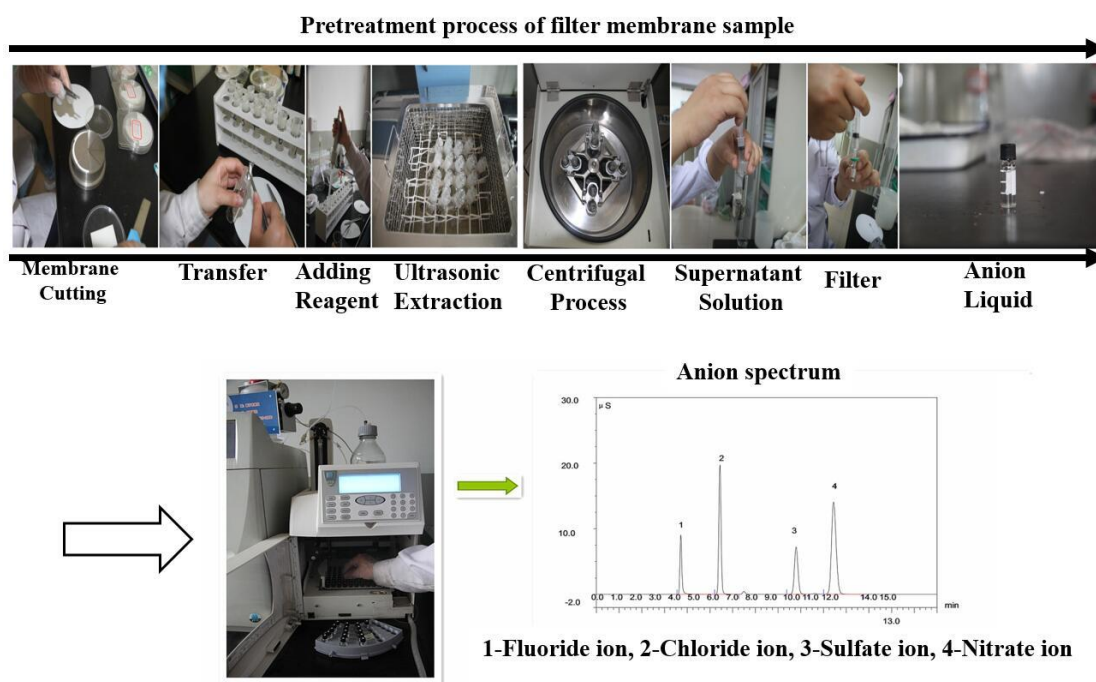 Pretreatment process of filter membrane sample
Membrane
Cutting
Transfer
Adding
Reagent
Ultrasonic
Extraction
Centrifugal
Process
Supernatant
Solution
Filter
Anion
Liquid
Anion spectrum
30.0
μS
20.0
10.0
-2.0
1
2
3
4
0.0 1.0 2.0 3.0 4.0 5.0 6.0 7.0 8.0 9.0 10.0 11.0 12.0 14.0 15.0
min
13.0
1-Fluoride ion, 2-Chloride ion, 3-Sulfate ion, 4-Nitrate ion